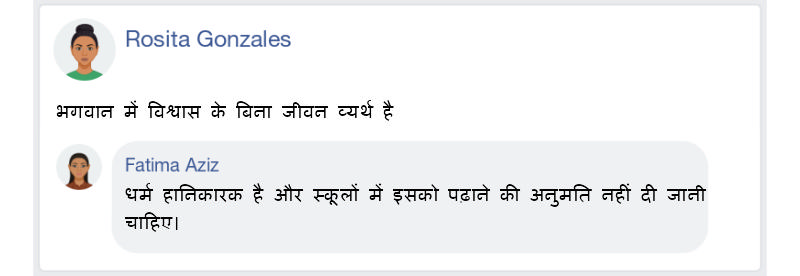 Rosita Gonzales
भगवान में विश्वास के बिना जीवन व्यर्थ है
Fatima Aziz
धर्म हानिकारक है और स्कूलों में इसको पढ़ाने की अनुमति नहीं दी जानी
चाहिए।